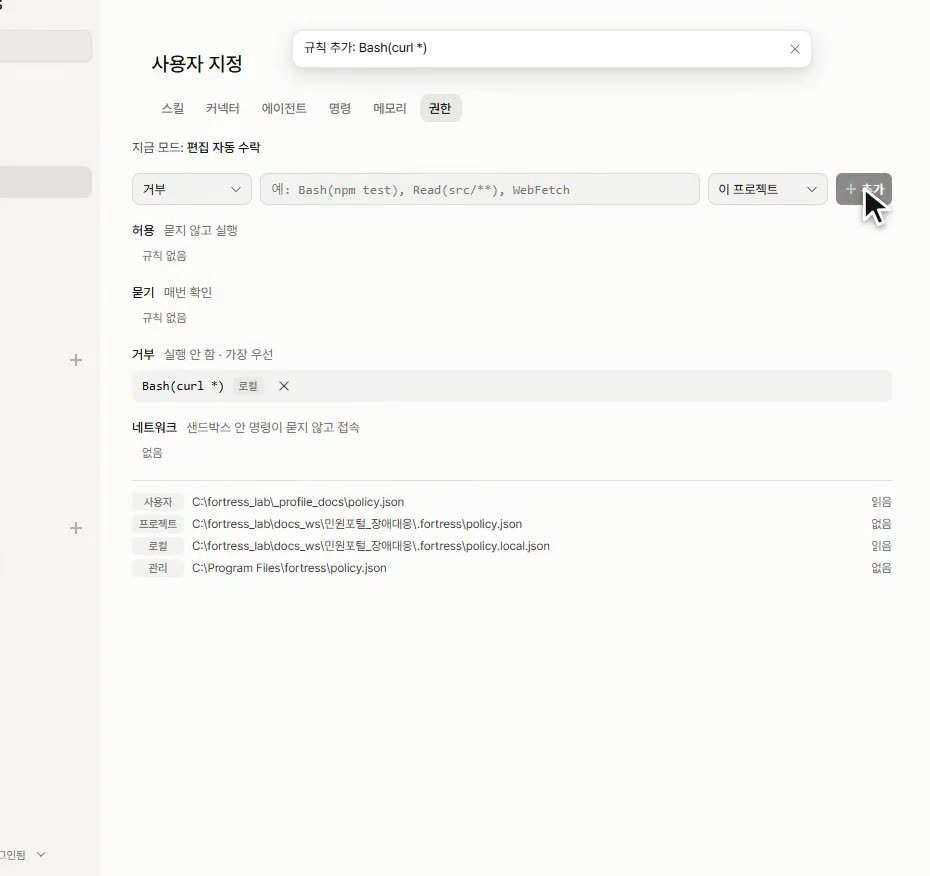 규칙 추가: Bash(curl *)
사용자 지정
스킬 커넥터 에이전트 명령 메모리 권한
지금 모드: 편집 자동 수락
거부 예: Bash(npm test), Read(src/**), WebFetch 이 프로젝트 + 추가
허용 묻지 않고 실행
규칙 없음
묻기 매번 확인
규칙 없음
거부 실행 안 함 · 가장 우선
Bash(curl *) 로컬
네트워크 샌드박스 안 명령이 묻지 않고 접속
없음
사용자 C:\fortress_lab\_profile_docs\policy.json 읽음
프로젝트 C:\fortress_lab\docs_ws\민원포털_장애대응\.fortress\policy.json 없음
로컬 C:\fortress_lab\docs_ws\민원포털_장애대응\.fortress\policy.local.json 읽음
관리 C:\Program Files\fortress\policy.json 없음
그인됨